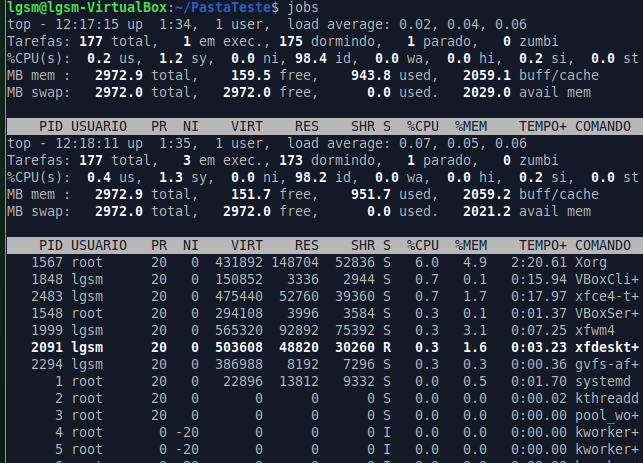 lgsm@lgsm-VirtualBox:~/PastaTeste$ jobs
top - 12:17:15 up  1:34,  1 user,  load average: 0.02, 0.04, 0.06
Tarefas: 177 total,   1 em exec., 175 dormindo,   1 parado,   0 zumbi
%CPU(s):  0.2 us,  1.2 sy,  0.0 ni, 98.4 id,  0.0 wa,  0.0 hi,  0.2 si,  0.0 st
MB mem :   2972.9 total,    159.5 free,    943.8 used,   2059.1 buff/cache
MB swap:   2972.0 total,   2972.0 free,      0.0 used.   2029.0 avail mem
PID USUARIO   PR  NI    VIRT    RES    SHR S  %CPU  %MEM    TEMPO+ COMANDO
top - 12:18:11 up  1:35,  1 user,  load average: 0.07, 0.05, 0.06
Tarefas: 177 total,   3 em exec., 173 dormindo,   1 parado,   0 zumbi
%CPU(s):  0.4 us,  1.3 sy,  0.0 ni, 98.2 id,  0.0 wa,  0.0 hi,  0.2 si,  0.0 st
MB mem :   2972.9 total,    151.7 free,    951.7 used,   2059.2 buff/cache
MB swap:   2972.0 total,   2972.0 free,      0.0 used.   2021.2 avail mem
PID USUARIO   PR  NI    VIRT    RES    SHR S  %CPU  %MEM    TEMPO+ COMANDO
1567 root      20   0  431892 148704  52836 S   6.0   4.9   2:20.61 Xorg
1848 lgsm      20   0  150852   3336   2944 S   0.7   0.1   0:15.94 VBoxCli+
2483 lgsm      20   0  475440  52760  39360 S   0.7   1.7   0:17.97 xfce4-t+
1548 root      20   0  294108   3996   3584 S   0.3   0.1   0:01.37 VBoxSer+
1999 lgsm      20   0  565320  92892  75392 S   0.3   3.1   0:07.25 xfwm4
2091 lgsm      20   0  503608  48820  30260 R   0.3   1.6   0:03.23 xfdeskt+
2294 lgsm      20   0  386988   8192   7296 S   0.3   0.3   0:00.36 gvfs-af+
1 root      20   0   22896  13812   9332 S   0.0   0.5   0:01.70 systemd
2 root      20   0       0      0      0 S   0.0   0.0   0:00.02 kthreadd
3 root      20   0       0      0      0 S   0.0   0.0   0:00.00 pool_wo+
4 root       0 -20       0      0      0 I   0.0   0.0   0:00.00 kworker+
5 root       0 -20       0      0      0 I   0.0   0.0   0:00.00 kworker+